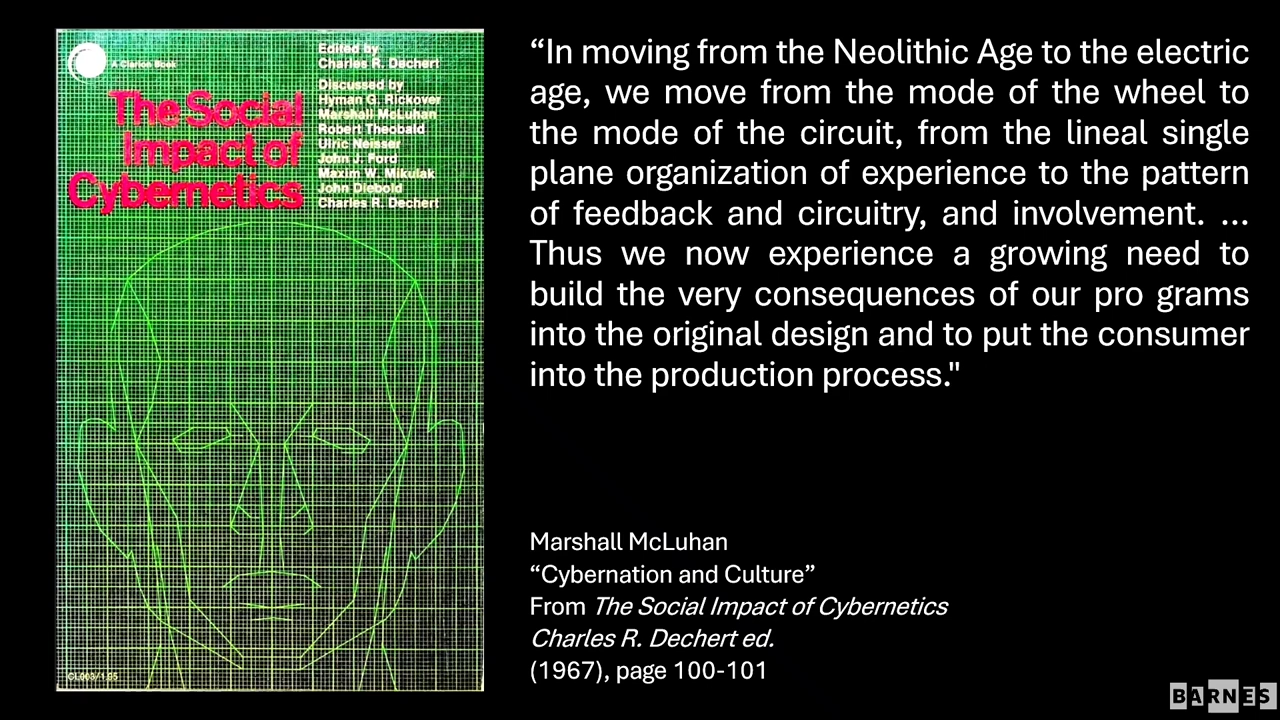 A Clarion Book
Edited by
Charles R. Dechert
Discussed by
Hyman G. Rickover
Marshall McLuhan
Robert Theobald
Ulric Neisser
John J. Ford
Maxim W. Mikulak
John Diebold
Charles R. Dechert
The Social
Impact of
Cybernetics
“In moving from the Neolithic Age to the electric
age, we move from the mode of the wheel to
the mode of the circuit, from the lineal single
plane organization of experience to the pattern
of feedback and circuitry, and involvement. ...
Thus we now experience a growing need to
build the very consequences of our pro grams
into the original design and to put the consumer
into the production process."
Marshall McLuhan
“Cybernation and Culture”
From The Social Impact of Cybernetics
Charles R. Dechert ed.
(1967), page 100-101
BARNES